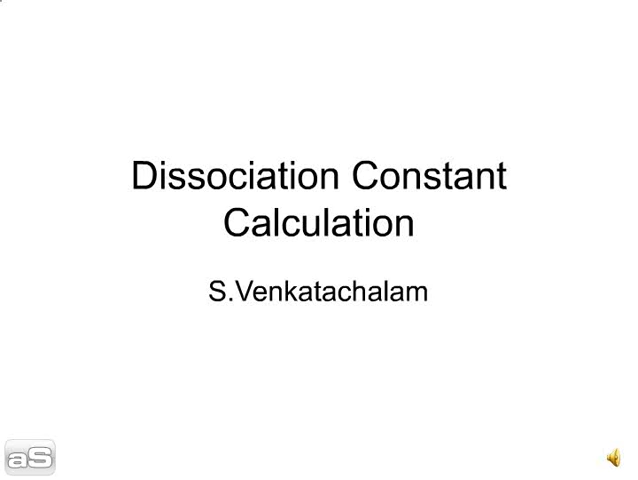 Dissociation Constant
Calculation
S.Venkatachalam
aS